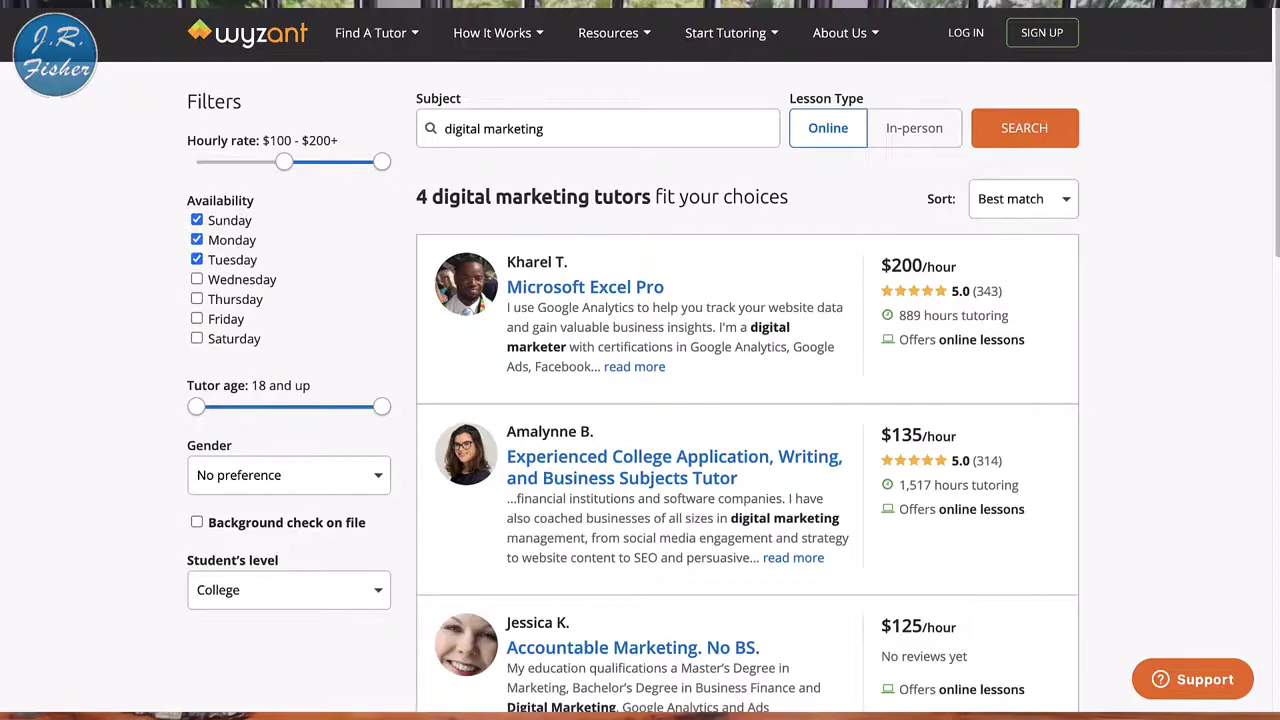 J.R. Fisher
wyzant
Find A Tutor
How It Works
Resources
Start Tutoring
About Us
LOG IN
SIGN UP
Filters
Hourly rate: $100 - $200+
Availability
Sunday
Monday
Tuesday
Wednesday
Thursday
Friday
Saturday
Tutor age: 18 and up
Gender
No preference
Background check on file
Student's level
College
Subject
digital marketing
Lesson Type
Online
In-person
SEARCH
4 digital marketing tutors fit your choices
Sort:
Best match
Kharel T.
Microsoft Excel Pro
I use Google Analytics to help you track your website data
and gain valuable business insights. I'm a digital
marketer with certifications in Google Analytics, Google
Ads, Facebook... read more
$200/hour
5.0 (343)
889 hours tutoring
Offers online lessons
Amalynne B.
Experienced College Application, Writing,
and Business Subjects Tutor
...financial institutions and software companies. I have
also coached businesses of all sizes in digital marketing
management, from social media engagement and strategy
to website content to SEO and persuasive... read more
$135/hour
5.0 (314)
1,517 hours tutoring
Offers online lessons
Jessica K.
Accountable Marketing. No BS.
My education qualifications a Master's Degree in
Marketing, Bachelor's Degree in Business Finance and
Digital Marketing, Google Analytics and Ads
$125/hour
No reviews yet
Offers online lessons
Support